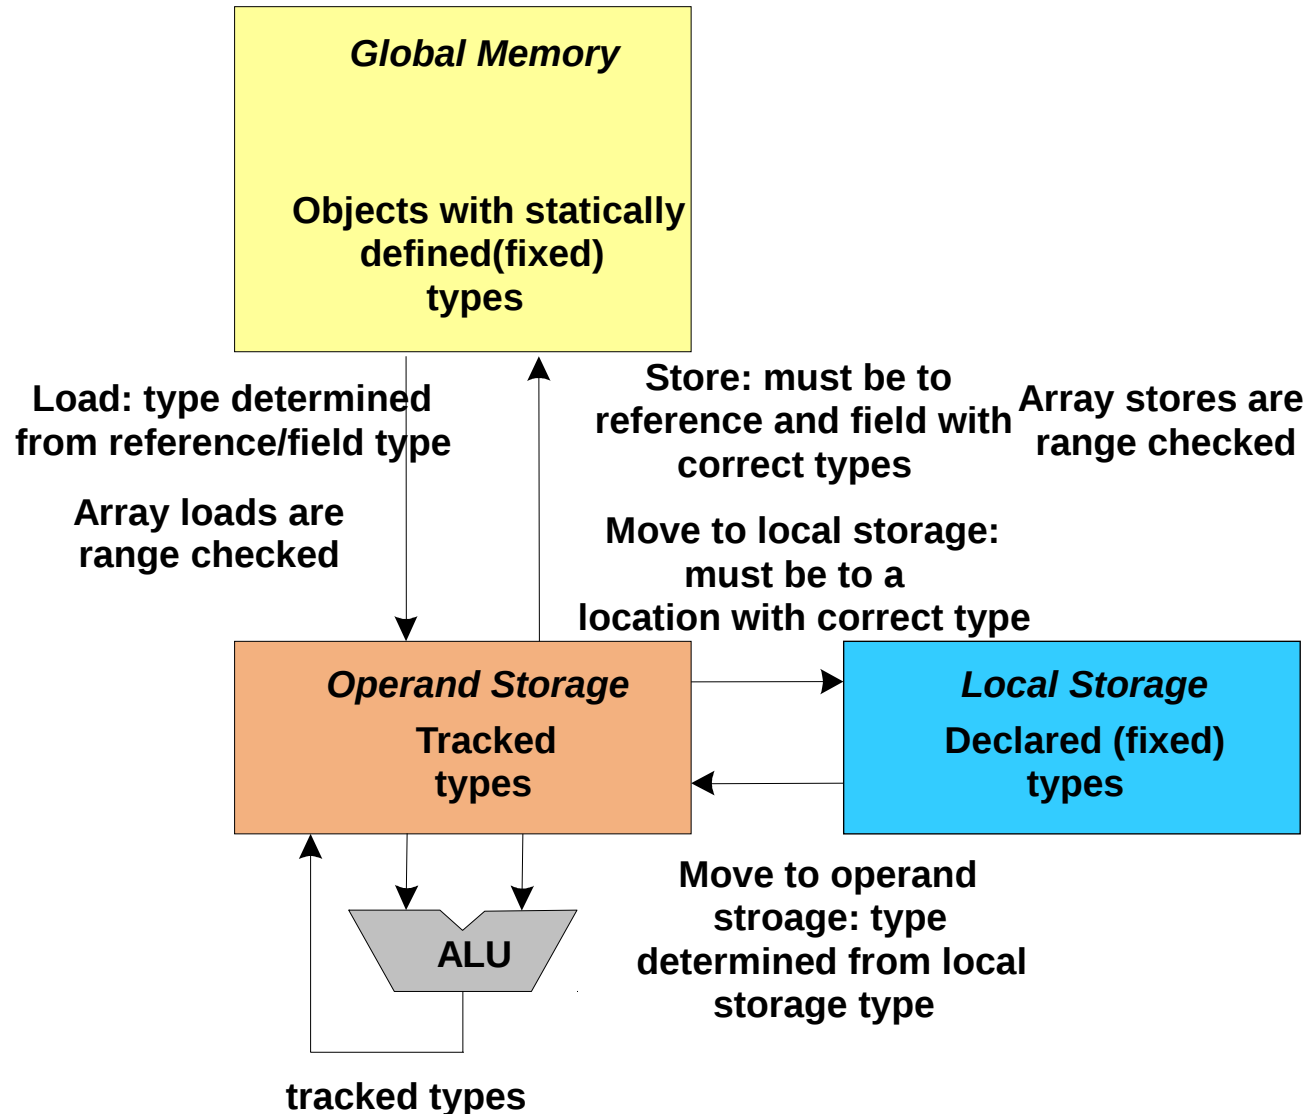 Global Memory
Objects with statically
defined(fixed)
types
Load: type determined
from reference/field type
Array loads are
range checked
Store: must be to
reference and field with
correct types
Array stores are
range checked
Move to local storage:
must be to a
location with correct type
Operand Storage
Tracked
types
Local Storage
Declared (fixed)
types
Move to operand
stroage: type
determined from local
storage type
ALU
tracked types